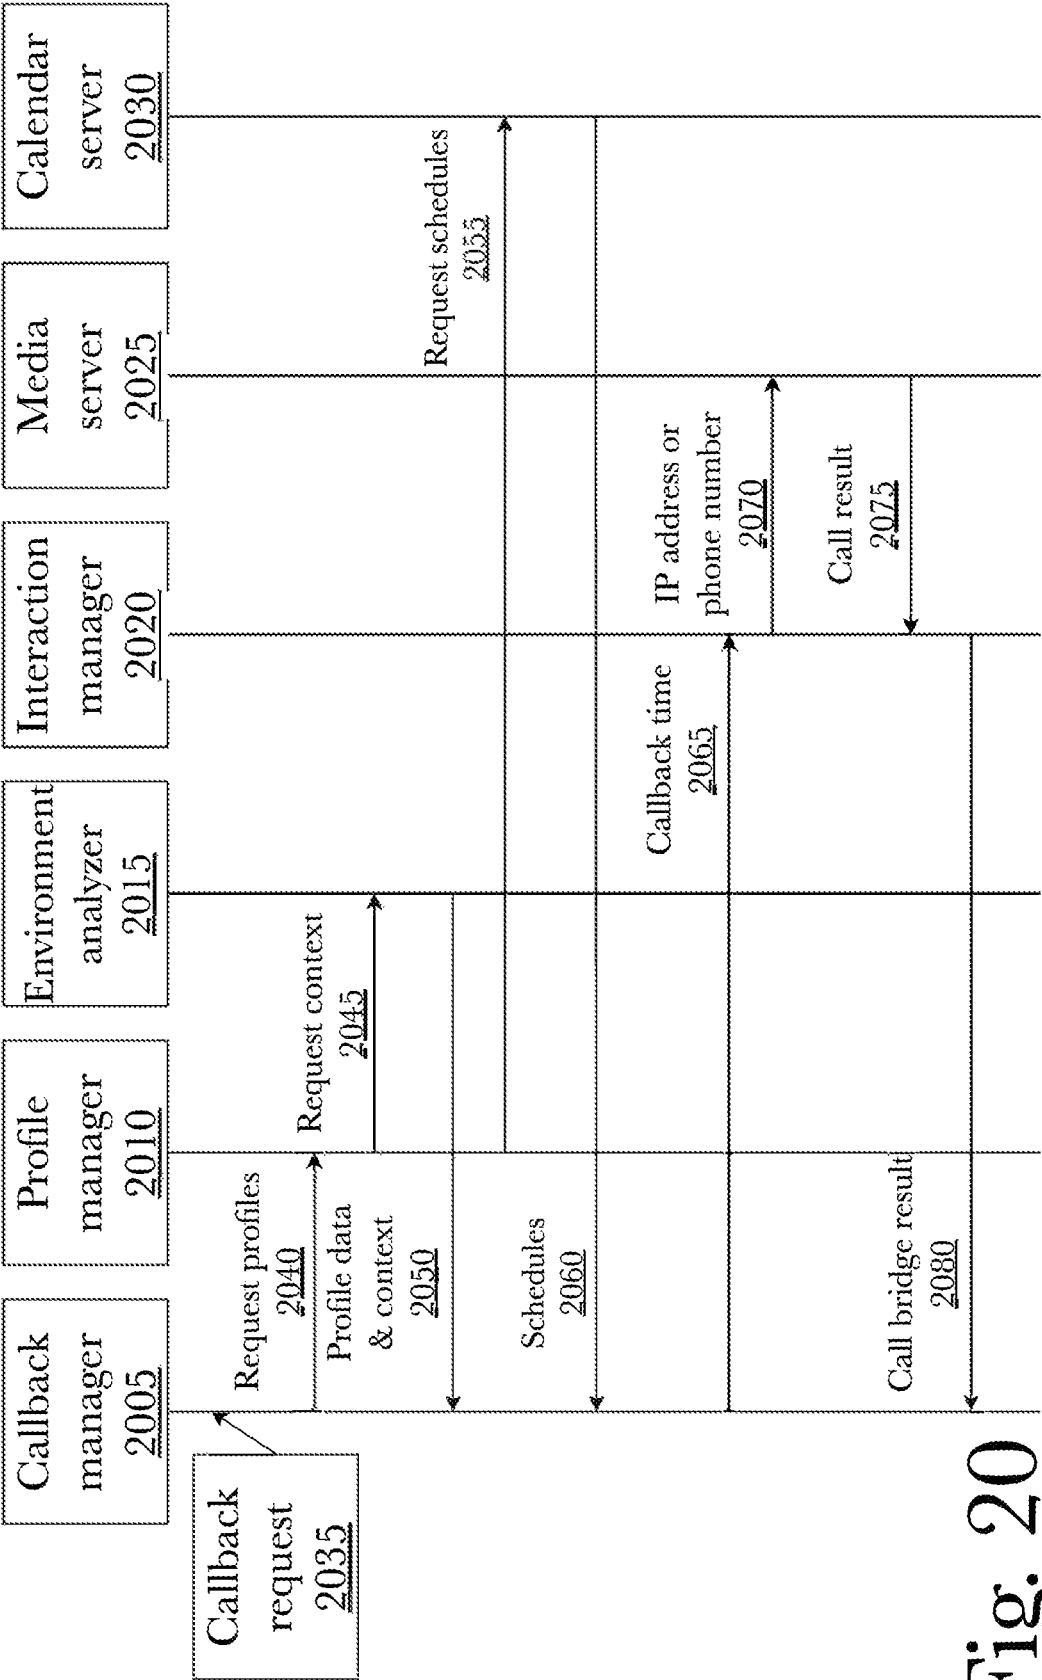 Callback
manager
2005
Profile
manager
2010
Environment
analyzer
2015
Interaction
manager
2020
Media
server
2025
Calendar
server
2030
Callback
request
2035
Request profiles
2040
Request context
2045
Profile data
& context
2050
Request schedules
2055
Schedules
2060
Callback time
2065
IP address or
phone number
2070
Call result
2075
Call bridge result
2080
Fig. 20